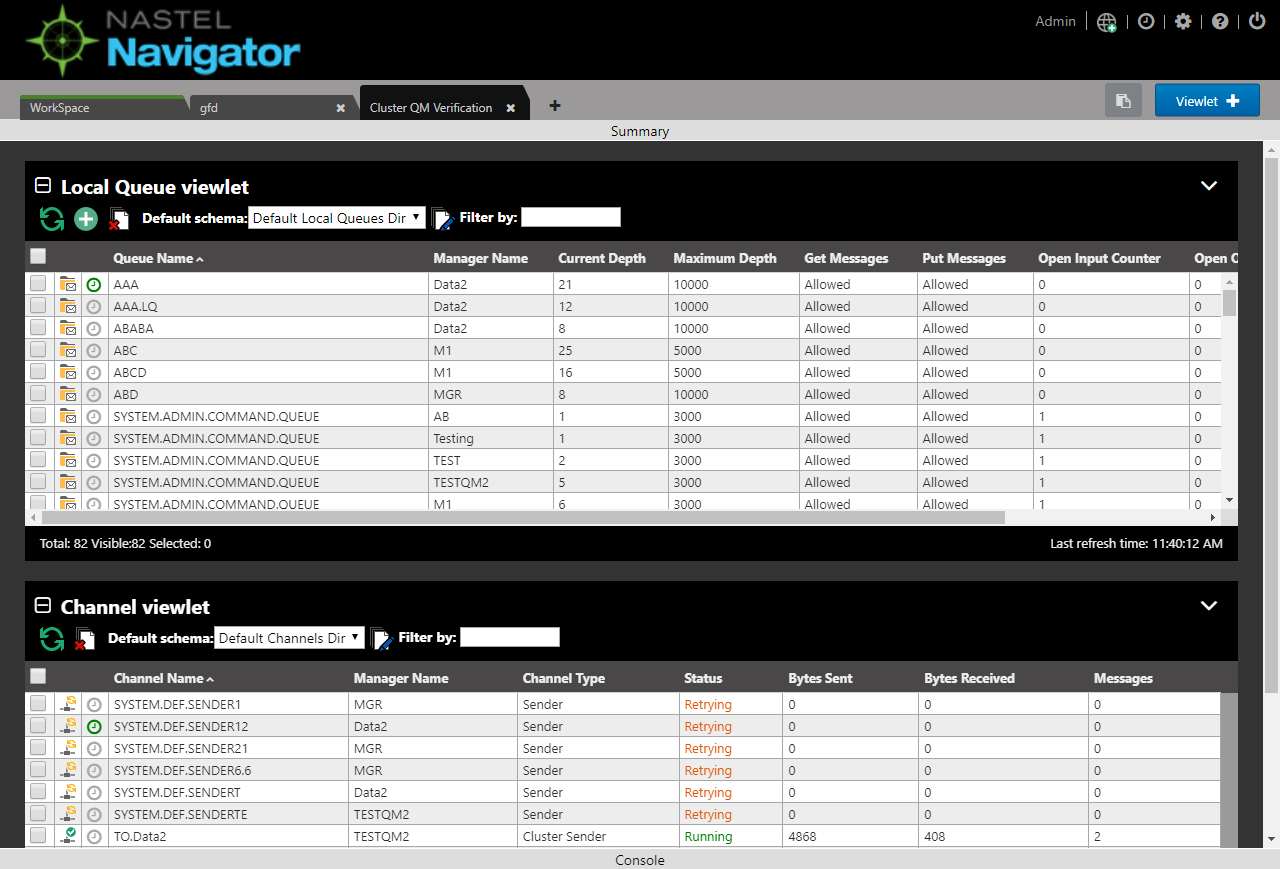 NASTEL
Navigator
Admin
WorkSpace gfd Cluster QM Verification Viewlet
Summary
Local Queue viewlet
Default schema: Default Local Queues Dir Filter by:
Queue Name Manager Name Current Depth Maximum Depth Get Messages Put Messages Open Input Counter Open
AAA Data2 21 10000 Allowed Allowed 0 0
AAA.LQ Data2 12 10000 Allowed Allowed 0 0
ABABA Data2 8 10000 Allowed Allowed 0 0
ABC M1 25 5000 Allowed Allowed 0 0
ABCD M1 16 5000 Allowed Allowed 0 0
ABD MGR 8 10000 Allowed Allowed 0 0
SYSTEM.ADMIN.COMMAND.QUEUE AB 1 3000 Allowed Allowed 1 0
SYSTEM.ADMIN.COMMAND.QUEUE Testing 1 3000 Allowed Allowed 1 0
SYSTEM.ADMIN.COMMAND.QUEUE TEST 2 3000 Allowed Allowed 1 0
SYSTEM.ADMIN.COMMAND.QUEUE TESTQM2 5 3000 Allowed Allowed 1 0
SYSTEM.ADMIN.COMMAND.QUEUE M1 6 3000 Allowed Allowed 1 0
Total: 82 Visible:82 Selected: 0 Last refresh time: 11:40:12 AM
Channel viewlet
Default schema: Default Channels Dir Filter by:
Channel Name Manager Name Channel Type Status Bytes Sent Bytes Received Messages
SYSTEM.DEF.SENDER1 MGR Sender Retrying 0 0 0
SYSTEM.DEF.SENDER12 Data2 Sender Retrying 0 0 0
SYSTEM.DEF.SENDER21 MGR Sender Retrying 0 0 0
SYSTEM.DEF.SENDER6.6 MGR Sender Retrying 0 0 0
SYSTEM.DEF.SENDERT Data2 Sender Retrying 0 0 0
SYSTEM.DEF.SENDERTE TESTQM2 Sender Retrying 0 0 0
TO.Data2 TESTQM2 Cluster Sender Running 4868 408 2
Console